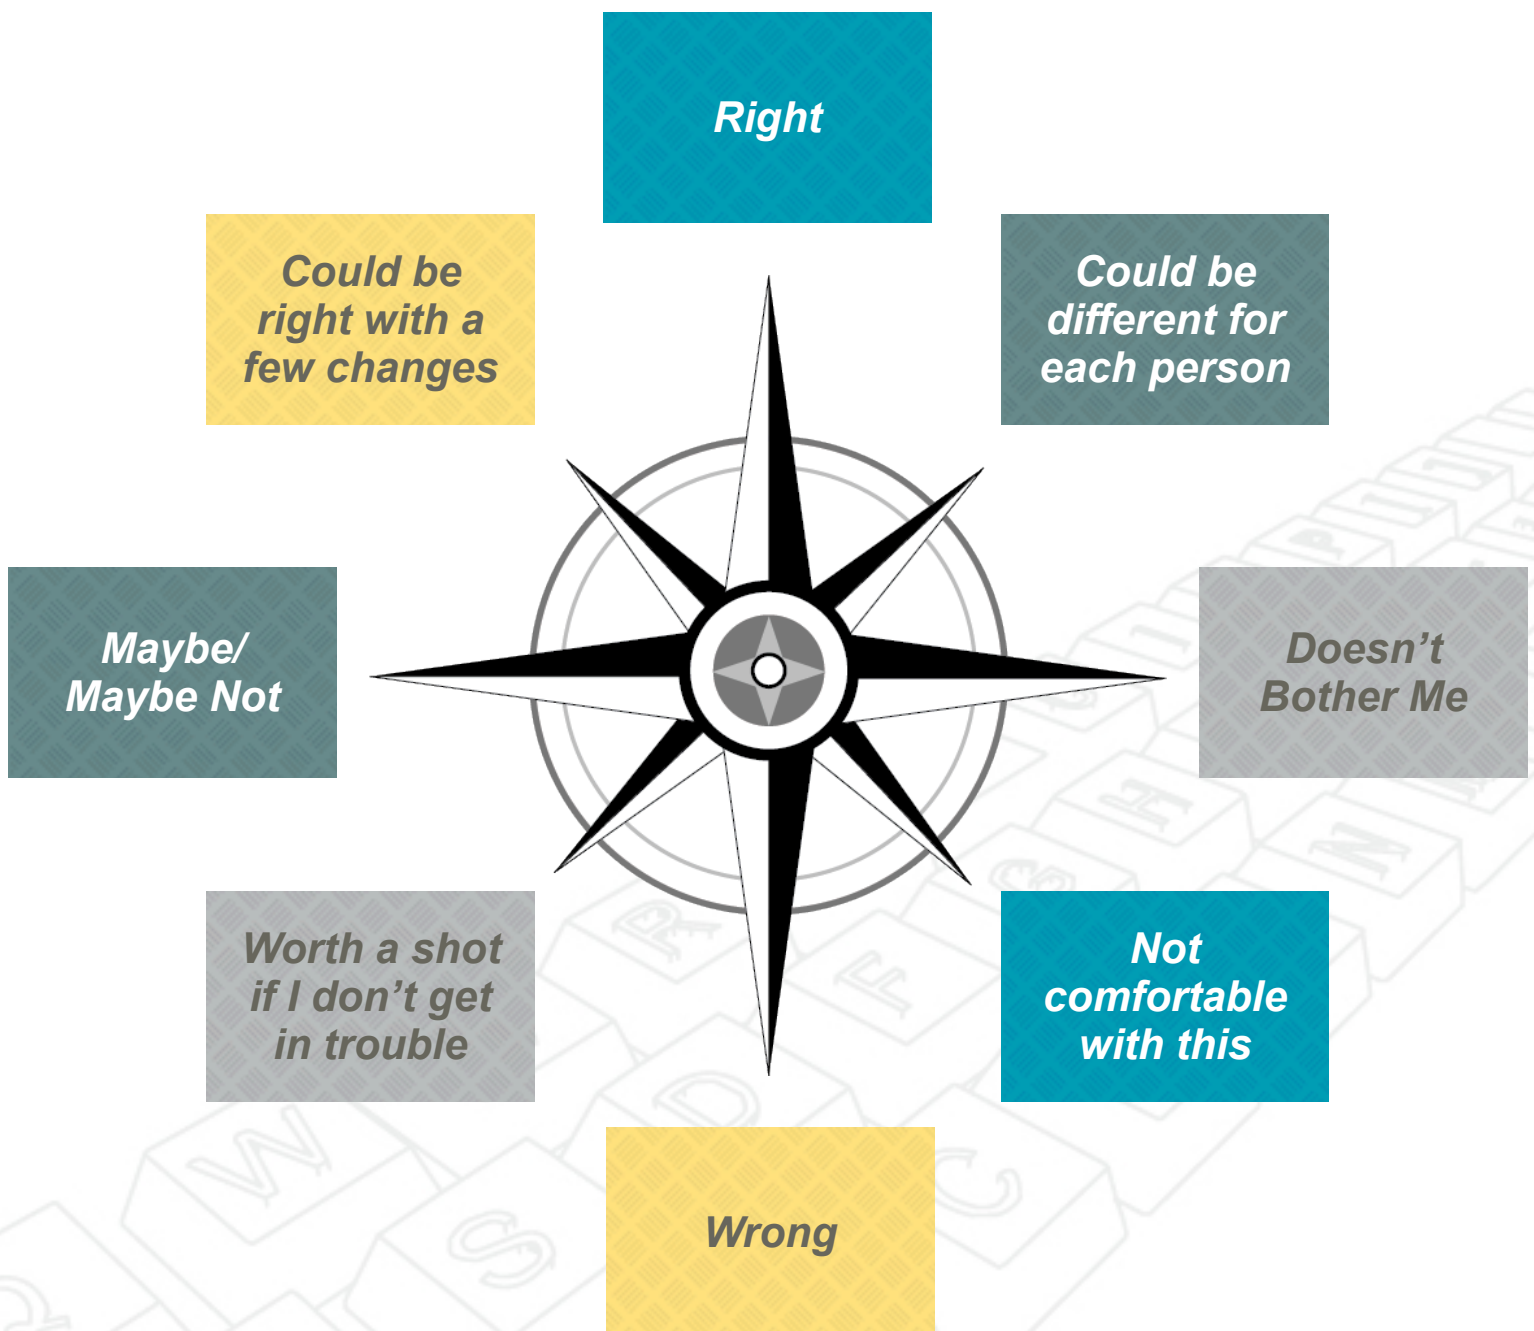 Right
Could be
right with a
few changes
Could be
different for
each person
Maybe/
Maybe Not
Doesn’t
Bother Me
Worth a shot
if I don’t get
in trouble
Not
comfortable
with this
Wrong